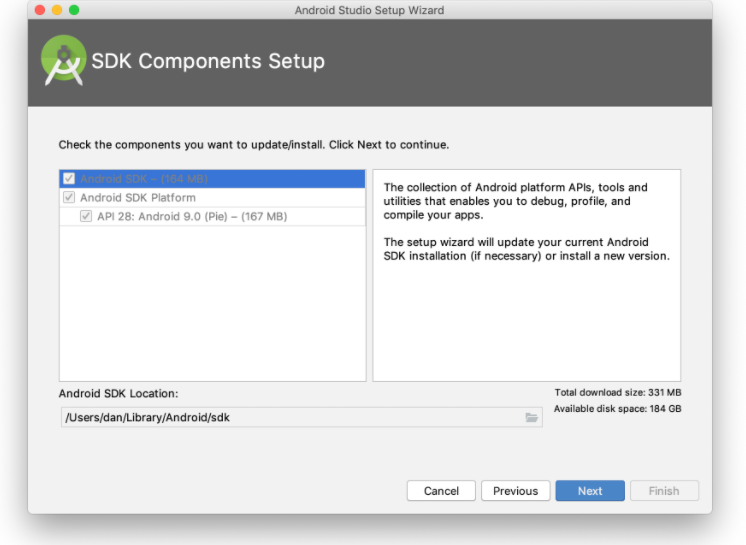 Android Studio Setup Wizard
SDK Components Setup
Check the components you want to update/install. Click Next to continue.
Android SDK – (164 MB)
Android SDK Platform
API 28: Android 9.0 (Pie) – (167 MB)
The collection of Android platform APIs, tools and
utilities that enables you to debug, profile, and
compile your apps.
The setup wizard will update your current Android
SDK installation (if necessary) or install a new version.
Android SDK Location:
Total download size: 331 MB
/Users/dan/Library/Android/sdk
Available disk space: 184 GB
Cancel
Previous
Next
Finish